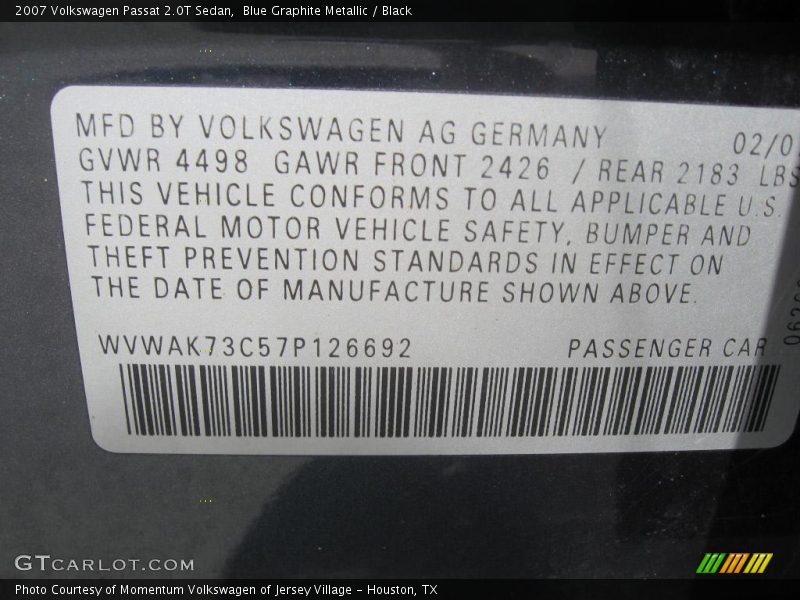 2007 Volkswagen Passat 2.0T Sedan,  Blue Graphite Metallic / Black
MFD BY VOLKSWAGEN AG GERMANY 02/0
GVWR 4498 GAWR FRONT 2426 / REAR 2183 LBS
THIS VEHICLE CONFORMS TO ALL APPLICABLE U.S.
FEDERAL MOTOR VEHICLE SAFETY, BUMPER AND
THEFT PREVENTION STANDARDS IN EFFECT ON
THE DATE OF MANUFACTURE SHOWN ABOVE.
WVWAK73C57P126692 PASSENGER CAR
GTCARLOT.COM
Photo Courtesy of Momentum Volkswagen of Jersey Village - Houston, TX